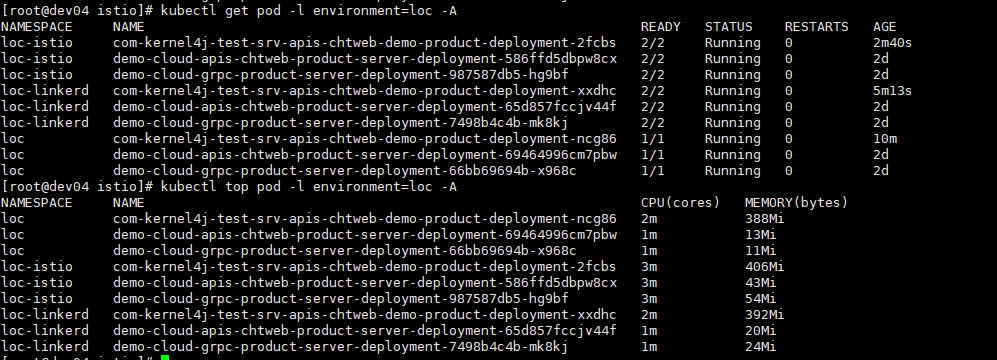 [root@dev04 istio]# kubectl get pod -l environment=loc -A
NAMESPACE NAME READY STATUS RESTARTS AGE
loc-istio com-kernel4j-test-srv-apis-chtweb-demo-product-deployment-2fcbs 2/2 Running 0 2m40s
loc-istio demo-cloud-apis-chtweb-product-server-deployment-586ffd5dbpw8cx 2/2 Running 0 2d
loc-istio demo-cloud-grpc-product-server-deployment-987587db5-hg9bf 2/2 Running 0 2d
loc-linkerd com-kernel4j-test-srv-apis-chtweb-demo-product-deployment-xxdhc 2/2 Running 0 5m13s
loc-linkerd demo-cloud-apis-chtweb-product-server-deployment-65d857fccjv44f 2/2 Running 0 2d
loc-linkerd demo-cloud-grpc-product-server-deployment-7498b4c4b-mk8kj 2/2 Running 0 2d
loc com-kernel4j-test-srv-apis-chtweb-demo-product-deployment-ncg86 1/1 Running 0 10m
loc demo-cloud-apis-chtweb-product-server-deployment-69464996cm7pbw 1/1 Running 0 2d
loc demo-cloud-grpc-product-server-deployment-66bb69694b-x968c 1/1 Running 0 2d
[root@dev04 istio]# kubectl top pod -l environment=loc -A
NAMESPACE NAME CPU(cores) MEMORY(bytes)
loc com-kernel4j-test-srv-apis-chtweb-demo-product-deployment-ncg86 2m 388Mi
loc demo-cloud-apis-chtweb-product-server-deployment-69464996cm7pbw 1m 13Mi
loc demo-cloud-grpc-product-server-deployment-66bb69694b-x968c 1m 11Mi
loc-istio com-kernel4j-test-srv-apis-chtweb-demo-product-deployment-2fcbs 3m 406Mi
loc-istio demo-cloud-apis-chtweb-product-server-deployment-586ffd5dbpw8cx 3m 43Mi
loc-istio demo-cloud-grpc-product-server-deployment-987587db5-hg9bf 3m 54Mi
loc-linkerd com-kernel4j-test-srv-apis-chtweb-demo-product-deployment-xxdhc 2m 392Mi
loc-linkerd demo-cloud-apis-chtweb-product-server-deployment-65d857fccjv44f 1m 20Mi
loc-linkerd demo-cloud-grpc-product-server-deployment-7498b4c4b-mk8kj 1m 24Mi
[root@dev04 istio]#